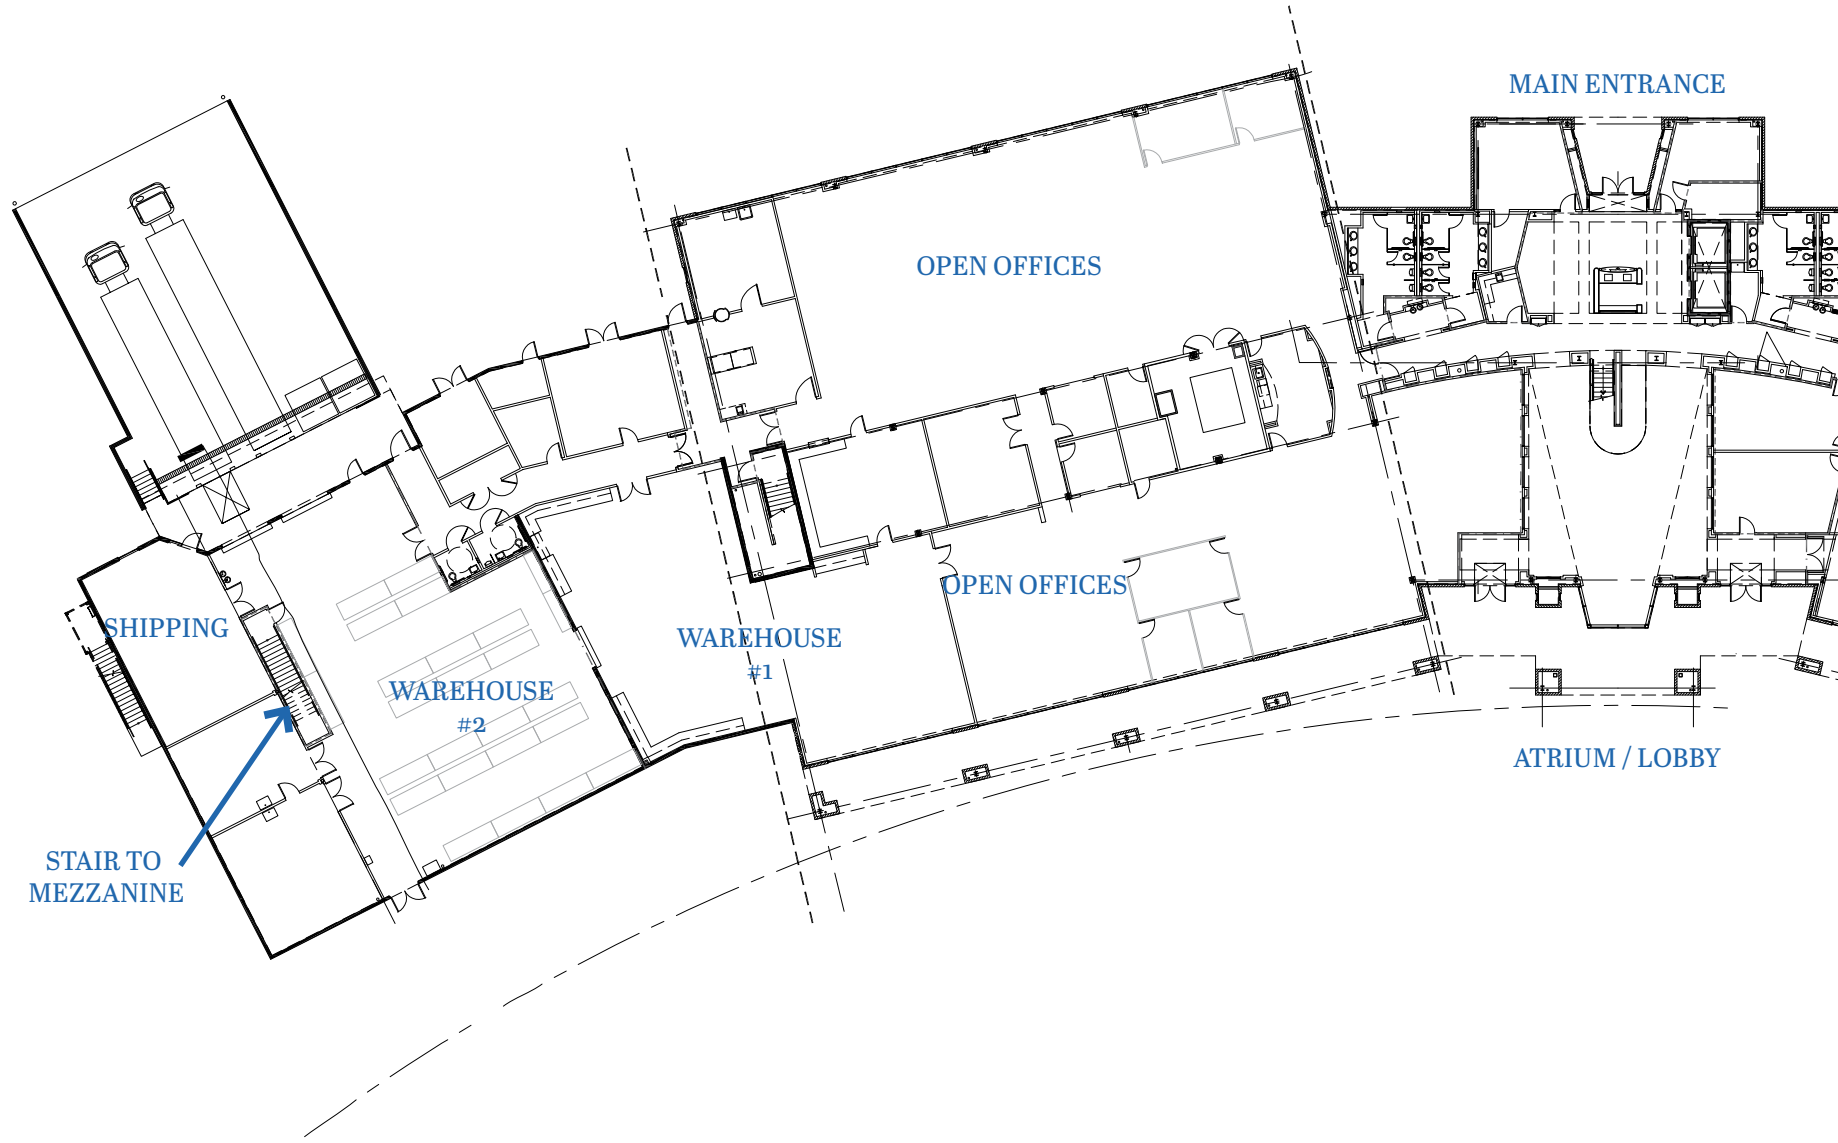 MAIN ENTRANCE
OPEN OFFICES
OPEN OFFICES
SHIPPING
WAREHOUSE
#1
WAREHOUSE
#2
ATRIUM / LOBBY
STAIR TO
MEZZANINE